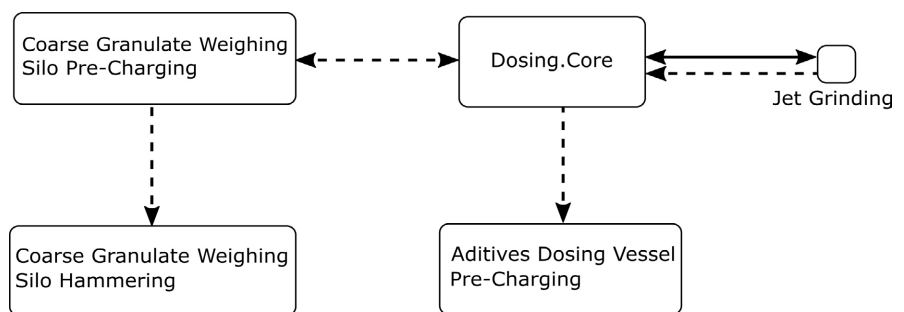 Coarse Granulate Weighing
Silo Pre-Charging
Dosing.Core
Jet Grinding
Coarse Granulate Weighing
Silo Hammering
Aditives Dosing Vessel
Pre-Charging